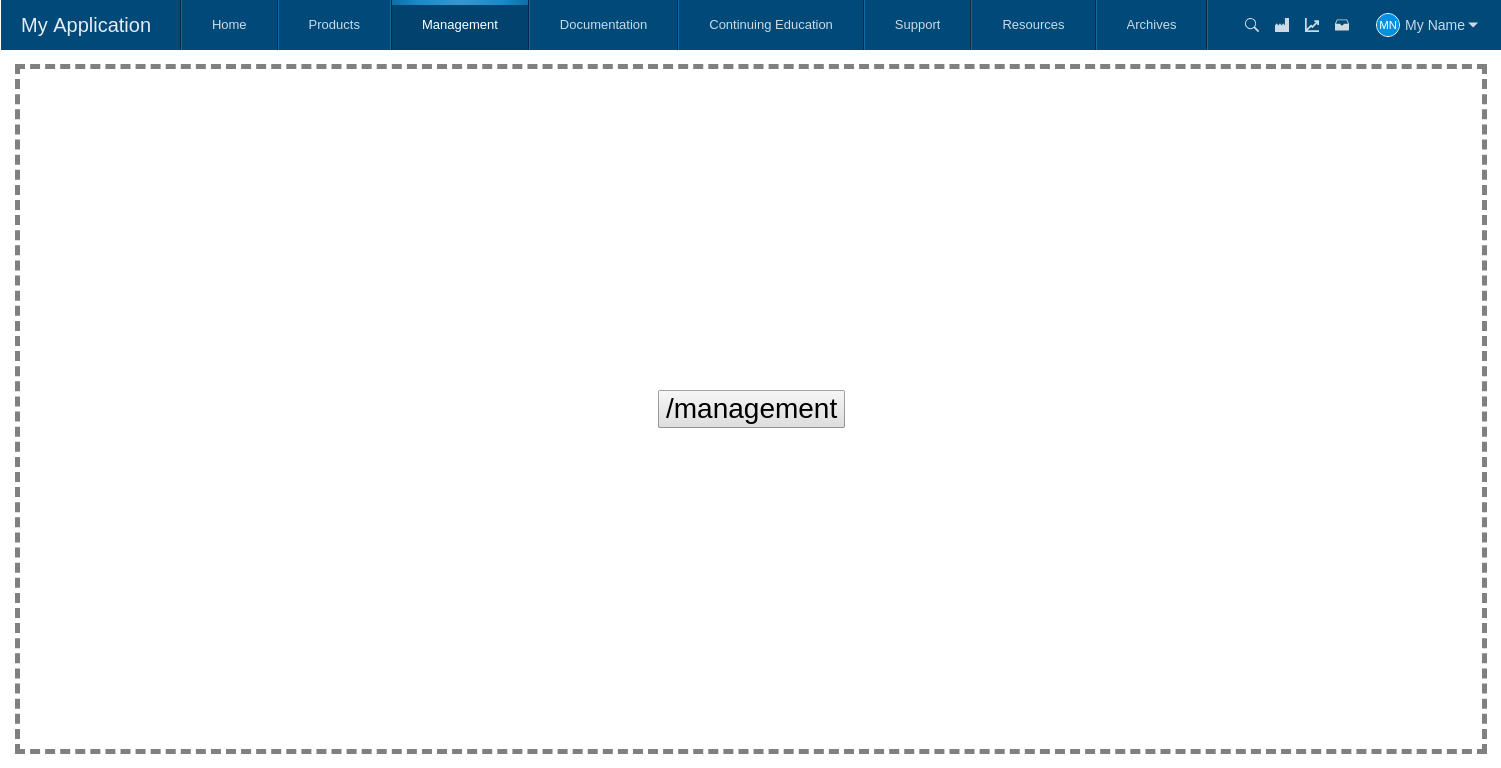 My Application
Home
Products
Management
Documentation
Continuing Education
Support
Resources
Archives
MN
My Name
/management